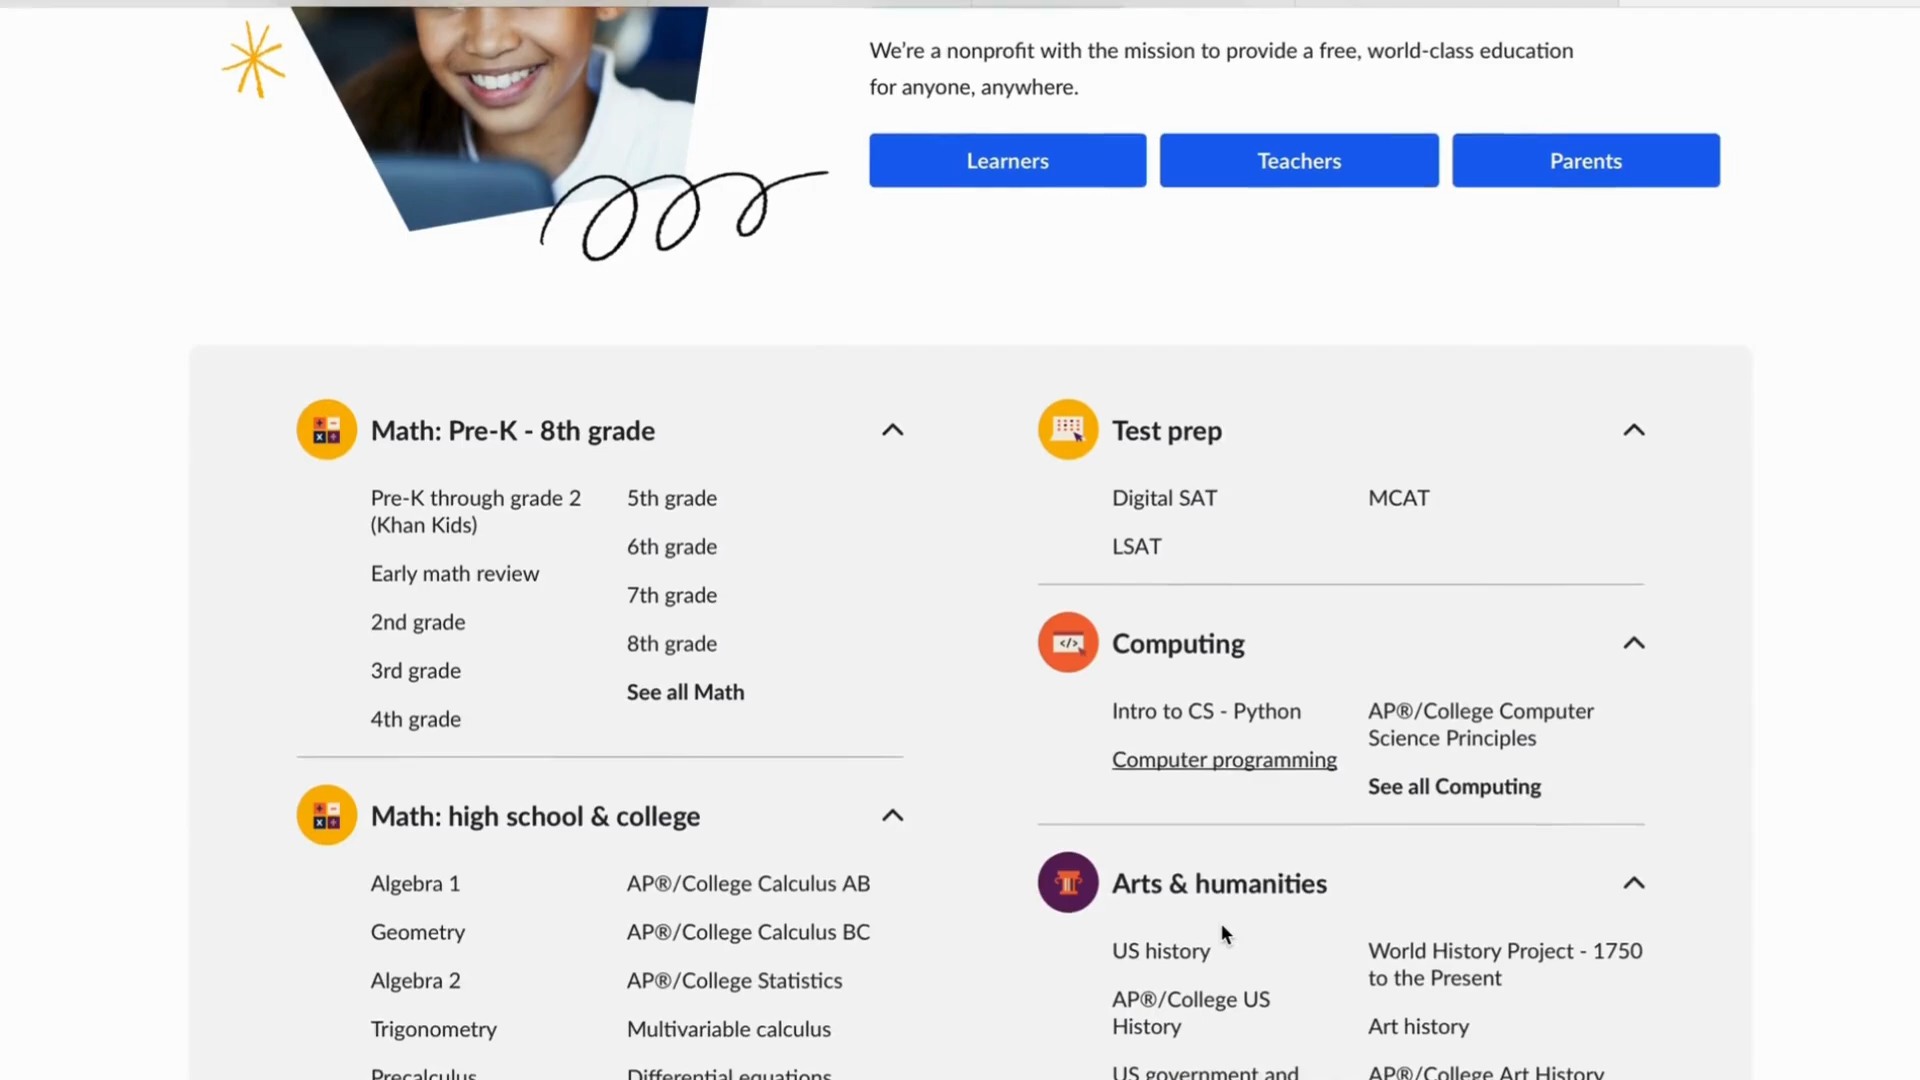 We're a nonprofit with the mission to provide a free, world-class education
for anyone, anywhere.
Learners
Teachers
Parents
Math: Pre-K - 8th grade
Pre-K through grade 2
(Khan Kids)
Early math review
2nd grade
3rd grade
4th grade
5th grade
6th grade
7th grade
8th grade
See all Math
Math: high school & college
Algebra 1
Geometry
Algebra 2
Trigonometry
Precalculus
AP®/College Calculus AB
AP®/College Calculus BC
AP®/College Statistics
Multivariable calculus
Differential equations
Test prep
Digital SAT
LSAT
MCAT
Computing
Intro to CS - Python
Computer programming
AP®/College Computer
Science Principles
See all Computing
Arts & humanities
US history
AP®/College US
History
US government and
World History Project - 1750
to the Present
Art history
AP®/College Art History